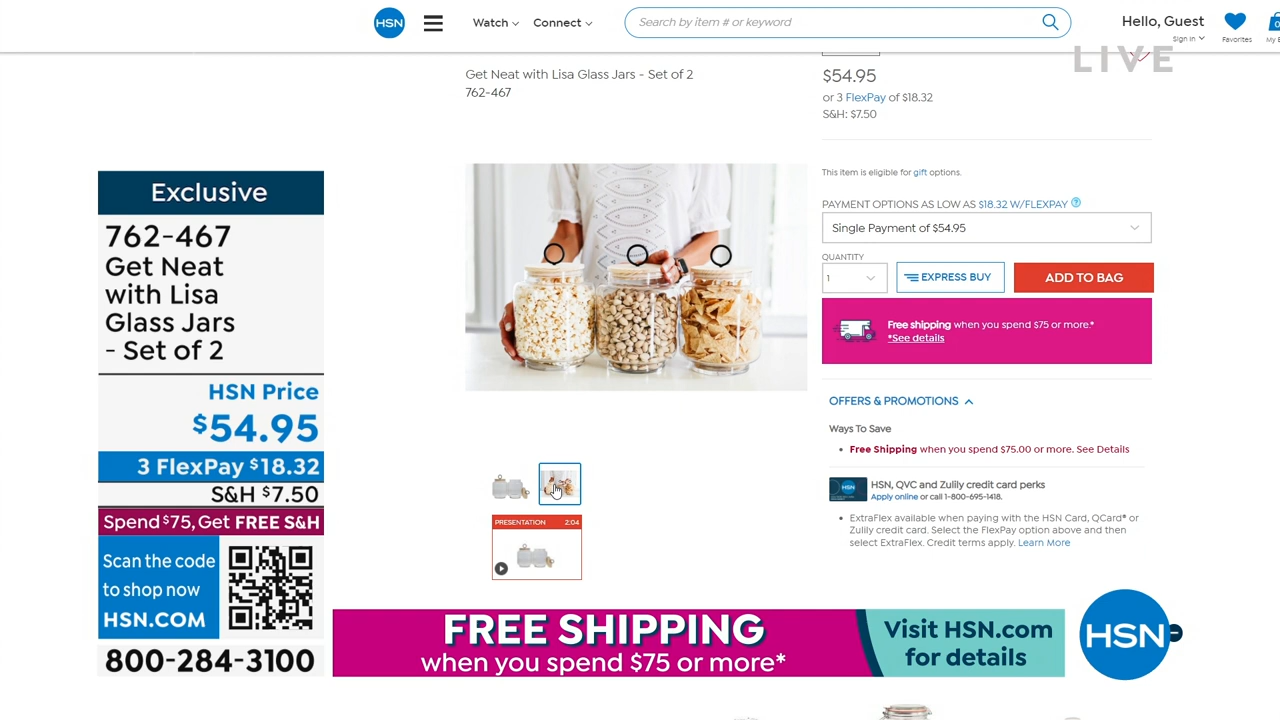 HSN
Watch
Connect
Search by item # or keyword
Hello, Guest
Sign In
Favorites
0
LIVE
Get Neat with Lisa Glass Jars - Set of 2
762-467
$54.95
or 3 FlexPay of $18.32
S&H: $7.50
This item is eligible for gift options.
PAYMENT OPTIONS AS LOW AS $18.32 W/FLEXPAY ?
Single Payment of $54.95
QUANTITY
1
EXPRESS BUY
ADD TO BAG
Free shipping when you spend $75 or more.*
*See details
OFFERS & PROMOTIONS
Ways To Save
Free Shipping when you spend $75.00 or more. See Details
HSN
HSN, QVC and Zulily credit card perks
Apply online or call 1-800-695-1418.
ExtraFlex available when paying with the HSN Card, QCard® or
Zulily credit card. Select the FlexPay option above and then
select ExtraFlex. Credit terms apply. Learn More
PRESENTATION 2:04
Exclusive
762-467
Get Neat
with Lisa
Glass Jars
- Set of 2
HSN Price
$54.95
3 FlexPay $18.32
S&H $7.50
Spend $75, Get FREE S&H
Scan the code
to shop now
HSN.COM
800-284-3100
FREE SHIPPING
when you spend $75 or more*
Visit HSN.com
for details
HSN